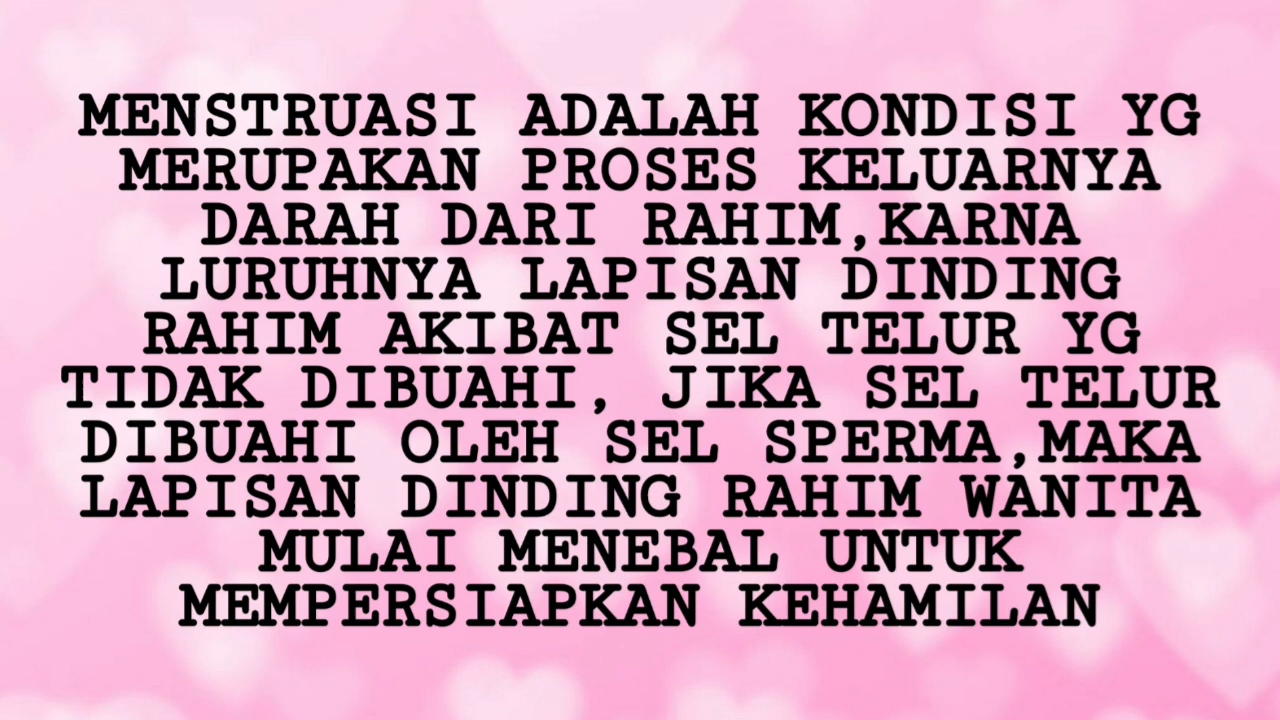 MENSTRUASI ADALAH KONDISI YG
MERUPAKAN PROSES KELUARNYA
DARAH DARI RAHIM,KARNA
LURUHNYA LAPISAN DINDING
RAHIM AKIBAT SEL TELUR YG
TIDAK DIBUAHI, JIKA SEL TELUR
DIBUAHI OLEH SEL SPERMA,MAKA
LAPISAN DINDING RAHIM WANITA
MULAI MENEBAL UNTUK
MEMPERSIAPKAN KEHAMILAN